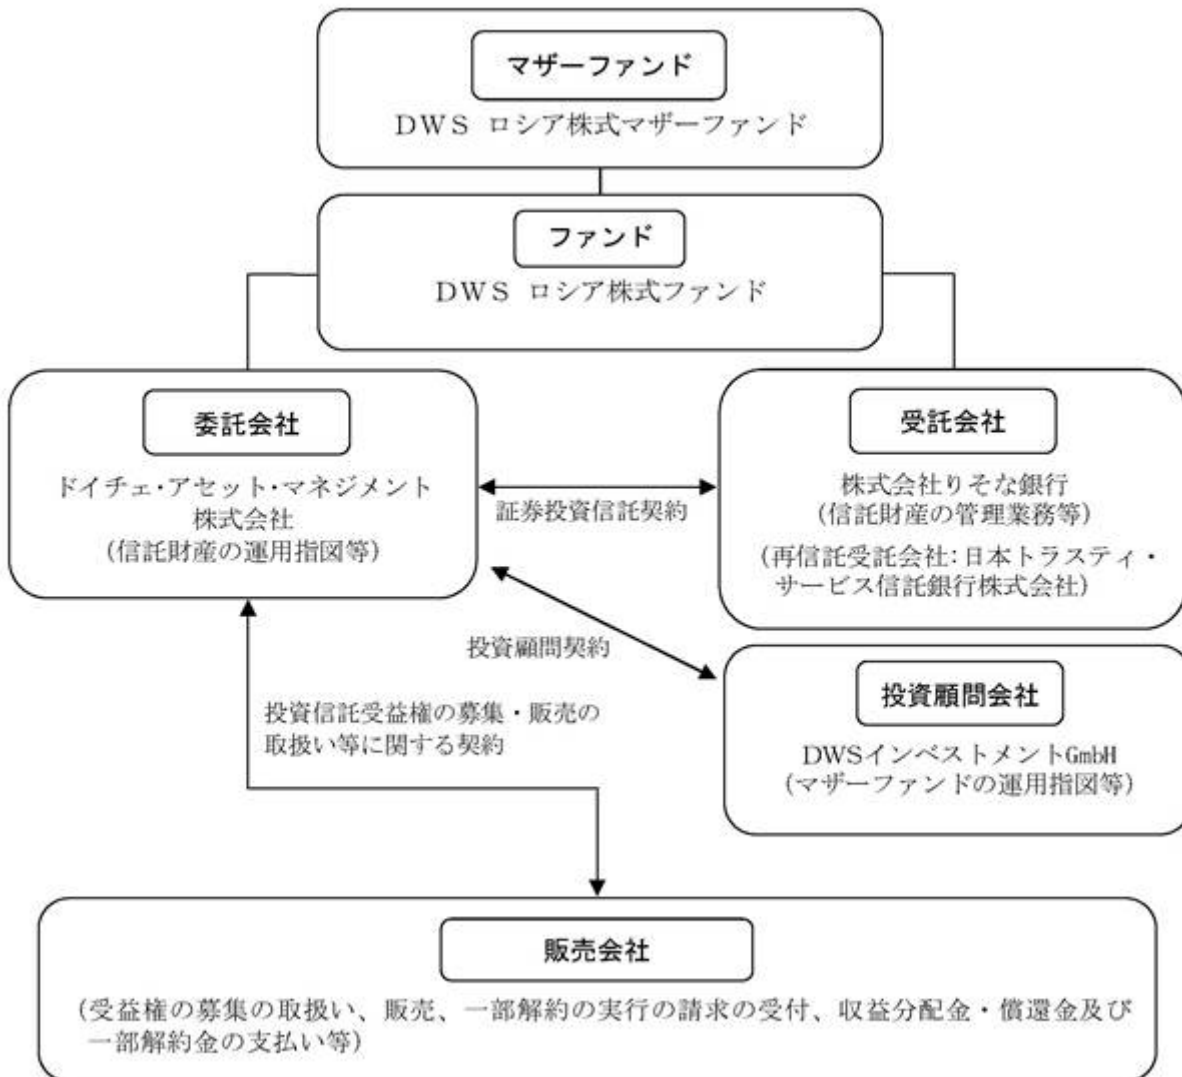 マザーファンド
DWS ロシア株式マザーファンド
ファンド
DWS ロシア株式ファンド
委託会社
ドイチェ・アセット・マネジメント
株式会社
(信託財産の運用指図等)
証券投資信託契約
受託会社
株式会社りそな銀行
(信託財産の管理業務等)
(再信託受託会社:日本トラスティ・
サービス信託銀行株式会社)
投資顧問契約
投資顧問会社
DWSインベストメントGmbH
(マザーファンドの運用指図等)
投資信託受益権の募集・販売の
取扱い等に関する契約
販売会社
(受益権の募集の取扱い、販売、一部解約の実行の請求の受付、収益分配金・償還金及び
一部解約金の支払い等)